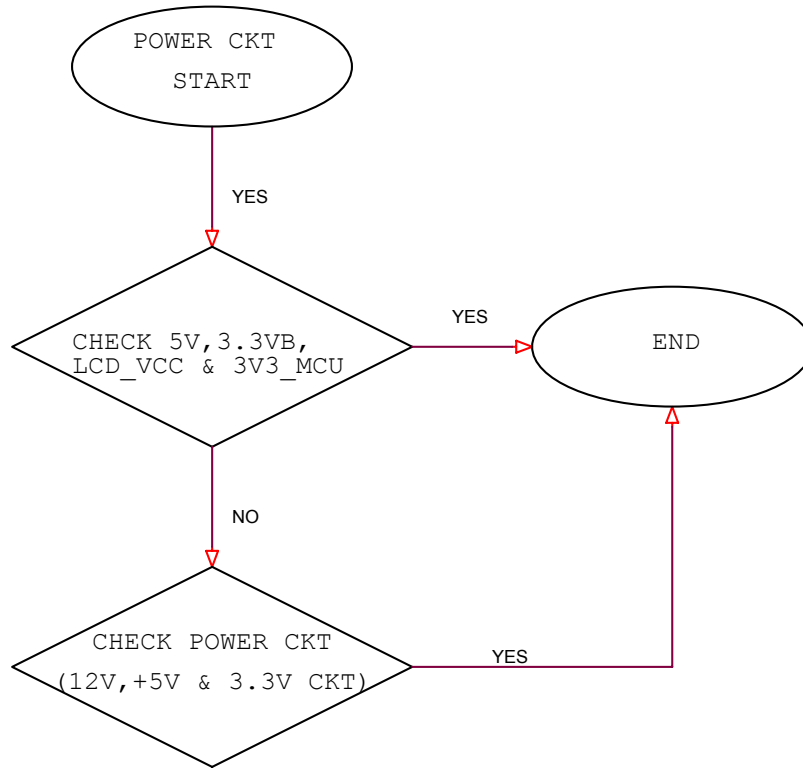 POWER CKT
START
YES
CHECK 5V,3.3VB,
LCD_VCC & 3V3_MCU
YES
END
NO
CHECK POWER CKT
(12V,+5V & 3.3V CKT)
YES